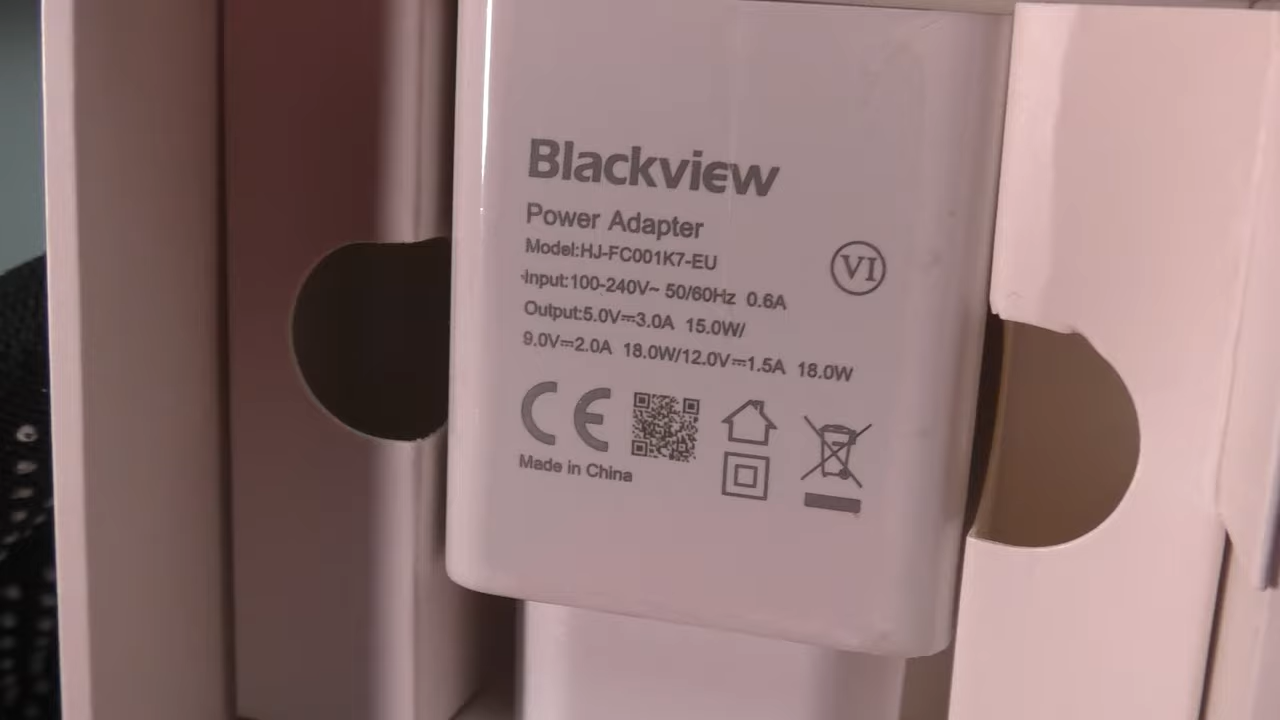 Blackview
Power Adapter
Model:HJ-FC001K7-EU
VI
Input:100-240V~ 50/60Hz 0.6A
Output:5.0V⎓3.0A 15.0W/
9.0V⎓2.0A 18.0W/12.0V⎓1.5A 18.0W
CE
Made in China